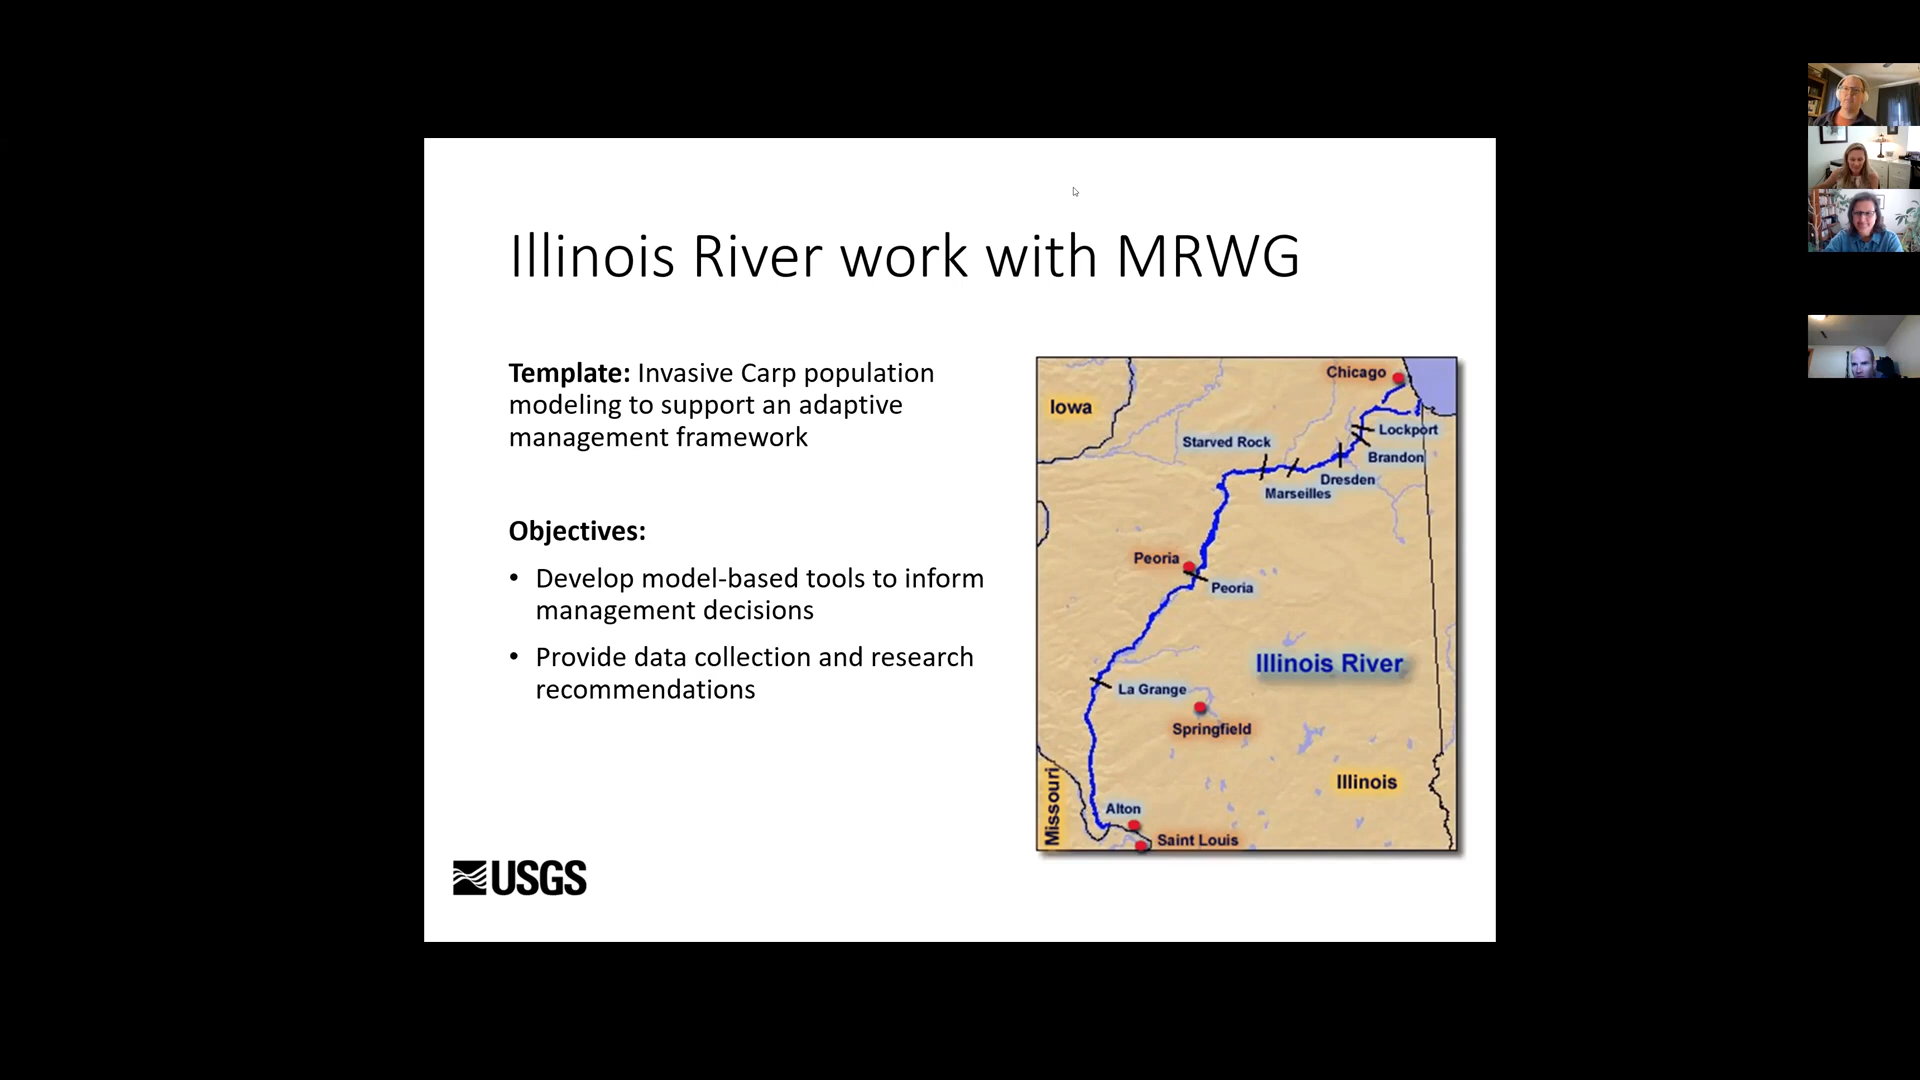 Illinois River work with MRWG
Template: Invasive Carp population
modeling to support an adaptive
management framework
Objectives:
• Develop model-based tools to inform
management decisions
• Provide data collection and research
recommendations
USGS
Chicago
Iowa
Lockport
Starved Rock
Brandon
Dresden
Marseilles
Peoria
Peoria
Illinois River
La Grange
Springfield
Illinois
Missouri
Alton
Saint Louis